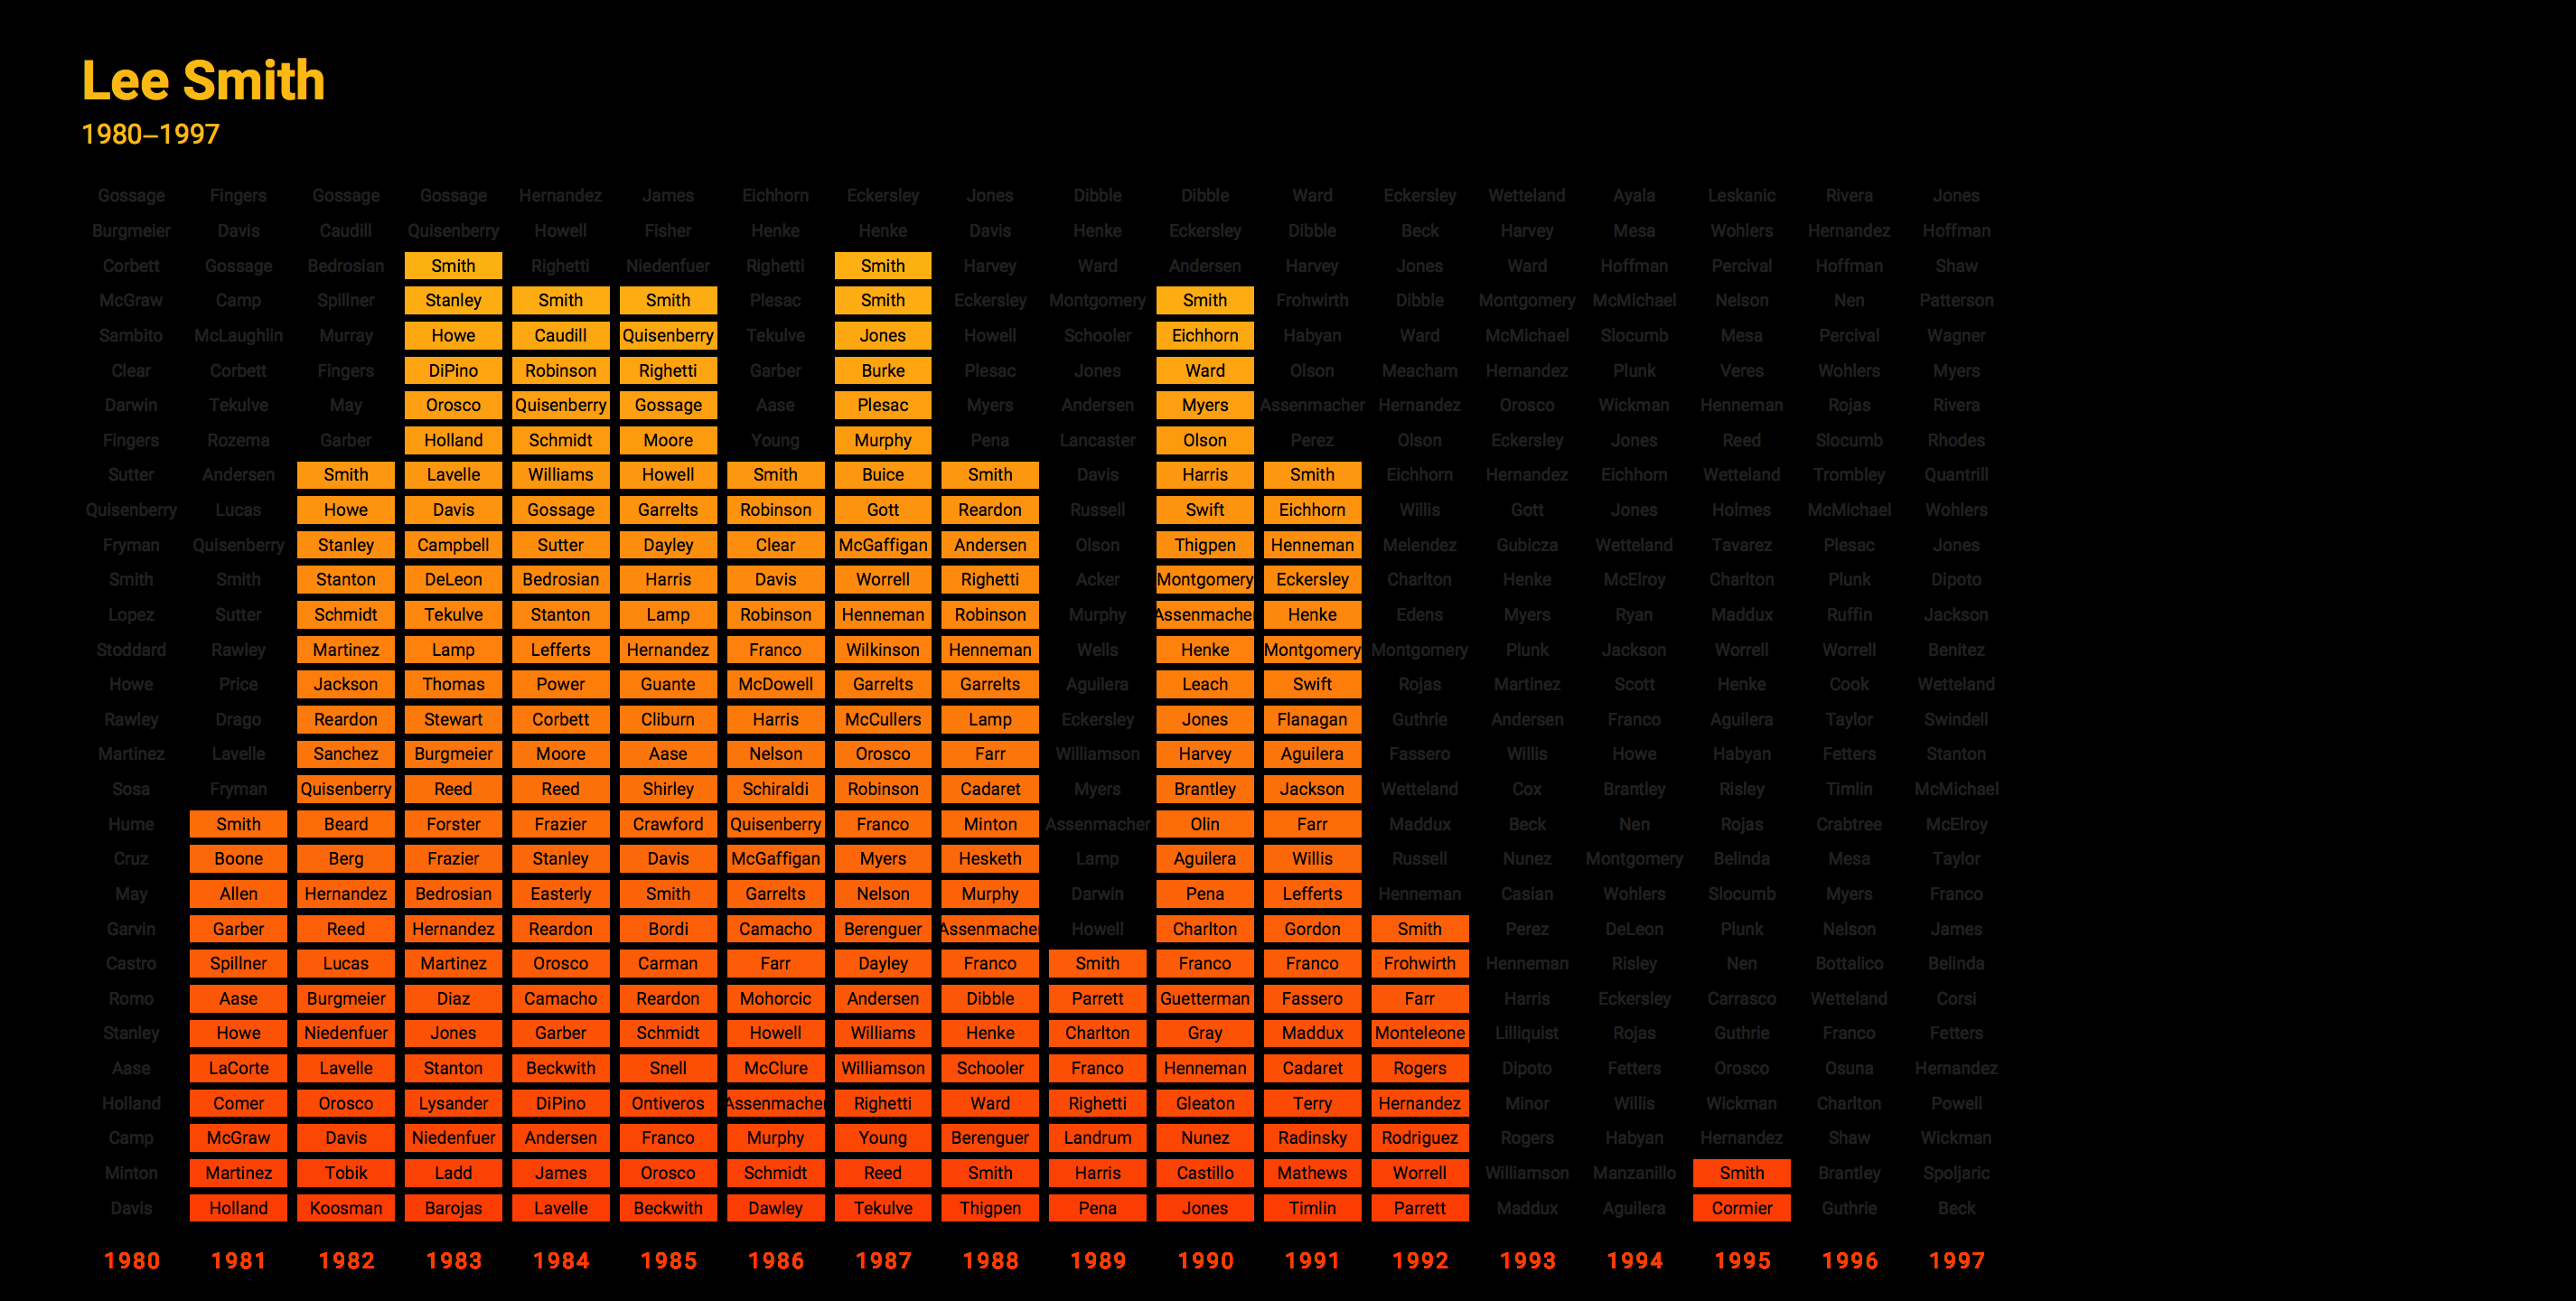 Lee Smith
1980–1997
Gossage Fingers Gossage Gossage Hernandez James Eichhorn Eckersley Jones Dibble Dibble Ward Eckersley Wetteland Ayala Leskanic Rivera Jones
Burgmeier Davis Caudill Quisenberry Howell Fisher Henke Henke Davis Henke Eckersley Dibble Beck Harvey Mesa Wohlers Hernandez Hoffman
Corbett Gossage Bedrosian Smith Righetti Niedenfuer Righetti Smith Harvey Ward Andersen Harvey Jones Ward Hoffman Percival Hoffman Shaw
McGraw Camp Spillner Stanley Smith Smith Plesac Smith Eckersley Montgomery Smith Frohwirth Dibble Montgomery McMichael Nelson Nen Patterson
Sambito McLaughlin Murray Howe Caudill Quisenberry Tekulve Jones Howell Schooler Eichhorn Habyan Ward McMichael Slocumb Mesa Percival Wagner
Clear Corbett Fingers DiPino Robinson Righetti Garber Burke Plesac Jones Ward Olson Meacham Hernandez Plunk Veres Wohlers Myers
Darwin Tekulve May Orosco Quisenberry Gossage Aase Plesac Myers Andersen Myers Assenmacher Hernandez Orosco Wickman Henneman Rojas Rivera
Fingers Rozema Garber Holland Schmidt Moore Young Murphy Pena Lancaster Olson Perez Olson Eckersley Jones Reed Slocumb Rhodes
Sutter Andersen Smith Lavelle Williams Howell Smith Buice Smith Davis Harris Smith Eichhorn Hernandez Eichhorn Wetteland Trombley Quantrill
Quisenberry Lucas Howe Davis Gossage Garrelts Robinson Gott Reardon Russell Swift Eichhorn Willis Gott Jones Holmes McMichael Wohlers
Fryman Quisenberry Stanley Campbell Sutter Dayley Clear McGaffigan Andersen Olson Thigpen Henneman Melendez Gubicza Wetteland Tavarez Plesac Jones
Smith Smith Stanton DeLeon Bedrosian Harris Davis Worrell Righetti Acker Montgomery Eckersley Charlton Henke McElroy Charlton Plunk Dipoto
Lopez Sutter Schmidt Tekulve Stanton Lamp Robinson Henneman Robinson Murphy Assenmacher Henke Edens Myers Ryan Maddux Ruffin Jackson
Stoddard Rawley Martinez Lamp Lefferts Hernandez Franco Wilkinson Henneman Wells Henke Montgomery Montgomery Plunk Jackson Worrell Worrell Benitez
Howe Price Jackson Thomas Power Guante McDowell Garrelts Garrelts Aguilera Leach Swift Rojas Martinez Scott Henke Cook Wetteland
Rawley Drago Reardon Stewart Corbett Cliburn Harris McCullers Lamp Eckersley Jones Flanagan Guthrie Andersen Franco Aguilera Taylor Swindell
Martinez Lavelle Sanchez Burgmeier Moore Aase Nelson Orosco Farr Williamson Harvey Aguilera Fassero Willis Howe Habyan Fetters Stanton
Sosa Fryman Quisenberry Reed Reed Shirley Schiraldi Robinson Cadaret Myers Brantley Jackson Wetteland Cox Brantley Risley Timlin McMichael
Hume Smith Beard Forster Frazier Crawford Quisenberry Franco Minton Assenmacher Olin Farr Maddux Beck Nen Rojas Crabtree McElroy
Cruz Boone Berg Frazier Stanley Davis McGaffigan Myers Hesketh Lamp Aguilera Willis Russell Nunez Montgomery Belinda Mesa Taylor
May Allen Hernandez Bedrosian Easterly Smith Garrelts Nelson Murphy Darwin Pena Lefferts Henneman Casian Wohlers Slocumb Myers Franco
Garvin Garber Reed Hernandez Reardon Bordi Camacho Berenguer Assenmacher Howell Charlton Gordon Smith Perez DeLeon Plunk Nelson James
Castro Spillner Lucas Martinez Orosco Carman Farr Dayley Franco Smith Franco Franco Frohwirth Henneman Risley Nen Bottalico Belinda
Romo Aase Burgmeier Diaz Camacho Reardon Mohorcic Andersen Dibble Parrett Guetterman Fassero Farr Harris Eckersley Carrasco Wetteland Corsi
Stanley Howe Niedenfuer Jones Garber Schmidt Howell Williams Henke Charlton Gray Maddux Monteleone Lilliquist Rojas Guthrie Franco Fetters
Aase LaCorte Lavelle Stanton Beckwith Snell McClure Williamson Schooler Franco Henneman Cadaret Rogers Dipoto Fetters Orosco Osuna Hernandez
Holland Comer Orosco Lysander DiPino Ontiveros Assenmacher Righetti Ward Righetti Gleaton Terry Hernandez Minor Willis Wickman Charlton Powell
Camp McGraw Davis Niedenfuer Andersen Franco Murphy Young Berenguer Landrum Nunez Radinsky Rodriguez Rogers Habyan Hernandez Shaw Wickman
Minton Martinez Tobik Ladd James Orosco Schmidt Reed Smith Harris Castillo Mathews Worrell Williamson Manzanillo Smith Brantley Spoljaric
Davis Holland Koosman Barojas Lavelle Beckwith Dawley Tekulve Thigpen Pena Jones Timlin Parrett Maddux Aguilera Cormier Guthrie Beck
1980 1981 1982 1983 1984 1985 1986 1987 1988 1989 1990 1991 1992 1993 1994 1995 1996 1997